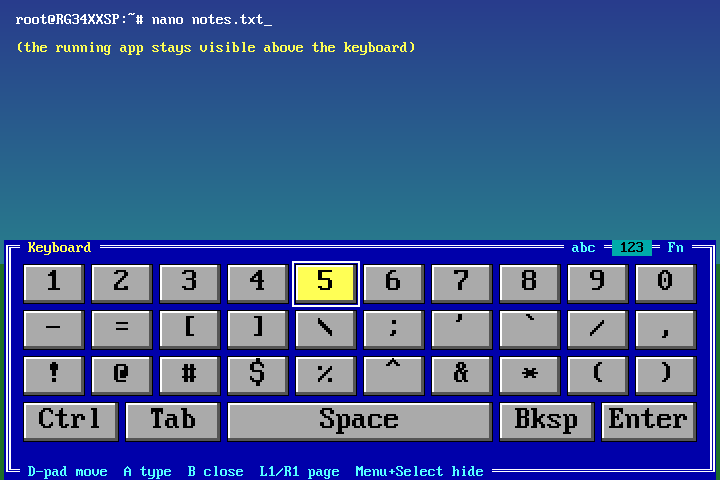 root@RG34XXSP:~# nano notes.txt_
(the running app stays visible above the keyboard)
Keyboard abc 123 Fn
1 2 3 4 5 6 7 8 9 0
- = [ ] \ ; ' ` / ,
! @ # $ % ^ & * ( )
Ctrl Tab Space Bksp Enter
D-pad move A type B close L1/R1 page Menu+Select hide